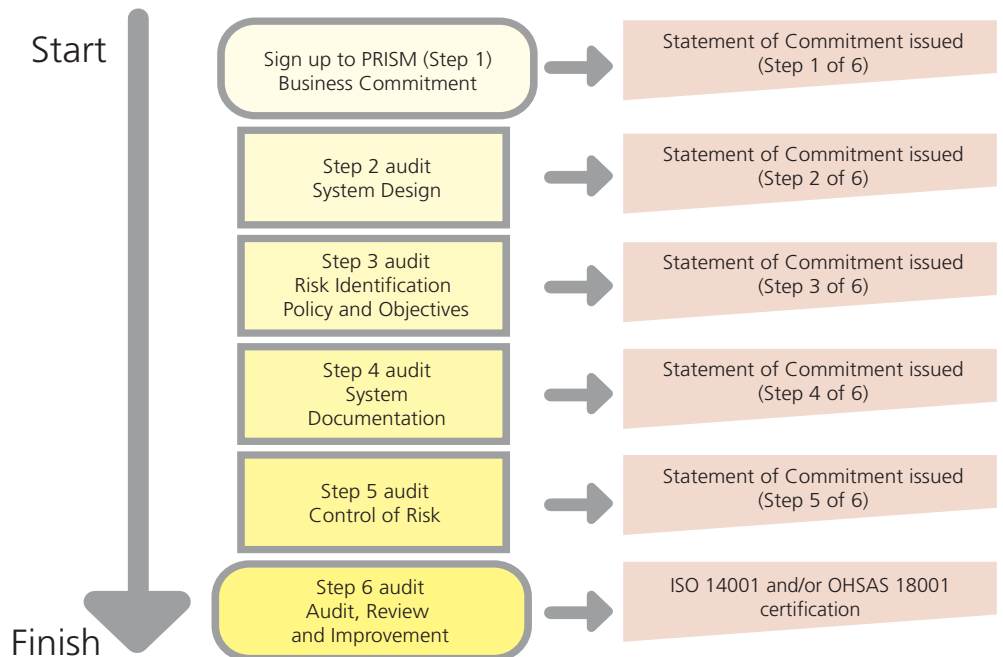 Start
Sign up to PRISM (Step 1)
Business Commitment
Statement of Commitment issued
(Step 1 of 6)
Step 2 audit
System Design
Statement of Commitment issued
(Step 2 of 6)
Step 3 audit
Risk Identification
Policy and Objectives
Statement of Commitment issued
(Step 3 of 6)
Step 4 audit
System
Documentation
Statement of Commitment issued
(Step 4 of 6)
Step 5 audit
Control of Risk
Statement of Commitment issued
(Step 5 of 6)
Step 6 audit
Audit, Review
and Improvement
ISO 14001 and/or OHSAS 18001
certification
Finish